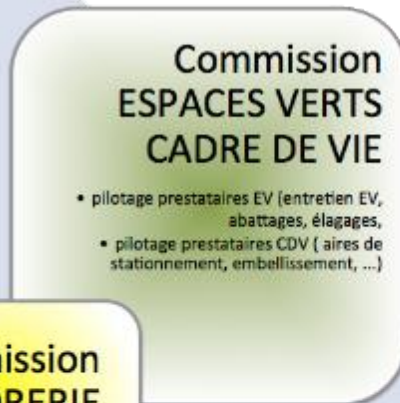 Commission
ESPACES VERTS
CADRE DE VIE
• pilotage prestataires EV (entretien EV,
abattages, élagages,
• pilotage prestataires CDV ( aires de
stationnement, embellissement, ...)